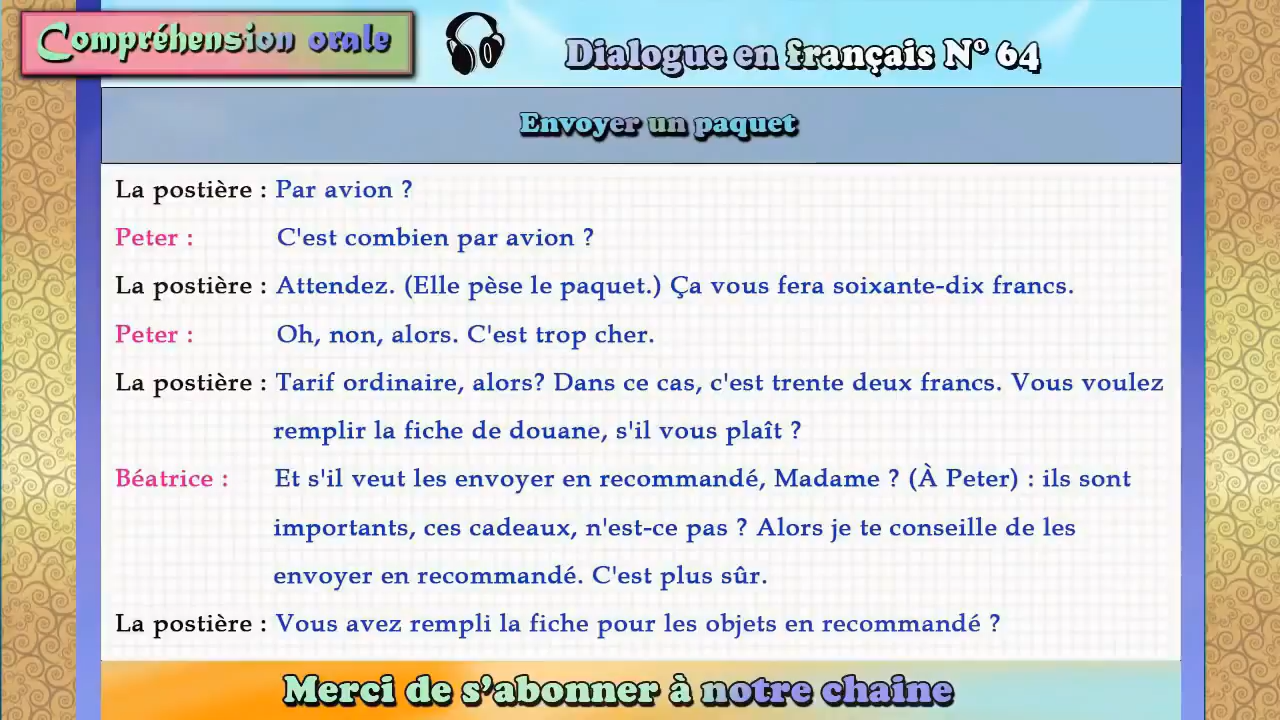 Compréhension orale
Dialogue en français Nº 64
Envoyer un paquet
La postière : Par avion ?
Peter : C'est combien par avion ?
La postière : Attendez. (Elle pèse le paquet.) Ça vous fera soixante-dix francs.
Peter : Oh, non, alors. C'est trop cher.
La postière : Tarif ordinaire, alors? Dans ce cas, c'est trente deux francs. Vous voulez
remplir la fiche de douane, s'il vous plaît ?
Béatrice : Et s'il veut les envoyer en recommandé, Madame ? (À Peter) : ils sont
importants, ces cadeaux, n'est-ce pas ? Alors je te conseille de les
envoyer en recommandé. C'est plus sûr.
La postière : Vous avez rempli la fiche pour les objets en recommandé ?
Merci de s’abonner à notre chaine